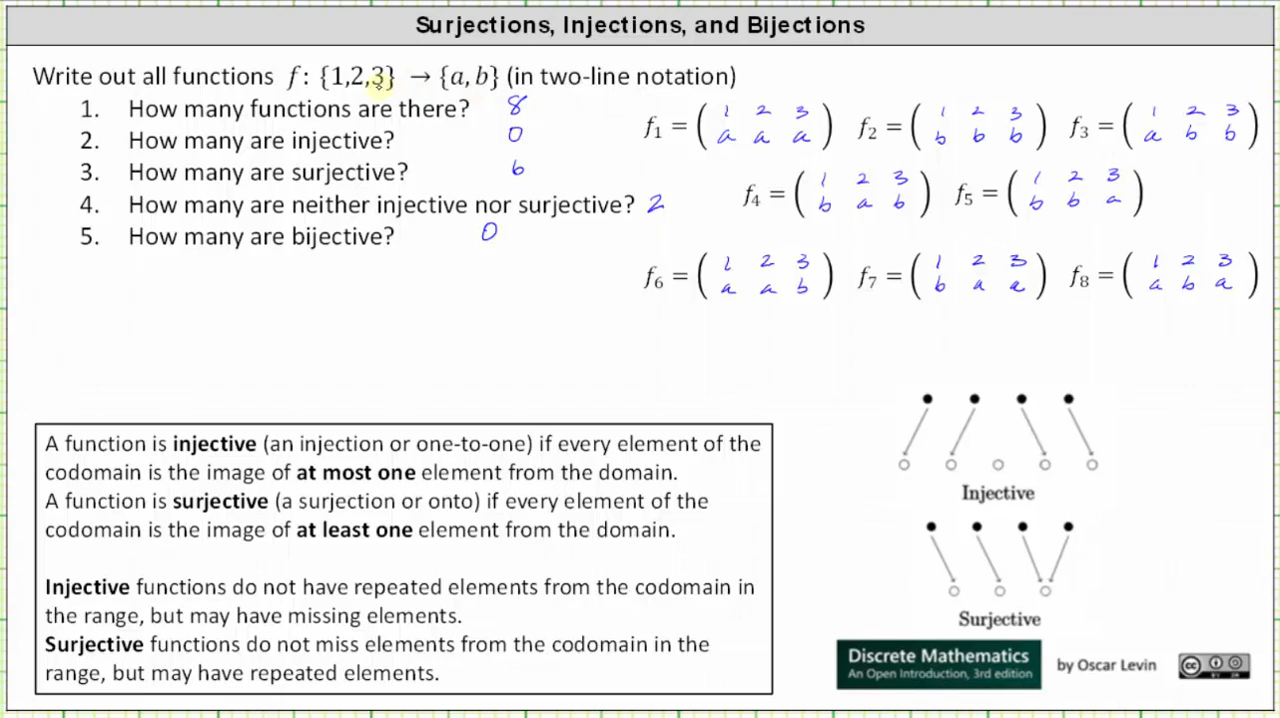 Surjections, Injections, and Bijections
Write out all functions f: {1,2,3} → {a, b} (in two-line notation)
1. How many functions are there? 8
2. How many are injective? 0
3. How many are surjective? 6
4. How many are neither injective nor surjective? 2
5. How many are bijective? 0
f₁ = ( 1 2 3 ) f₂ = ( 1 2 3 ) f₃ = ( 1 2 3 )
a a a b b b a b b
f₄ = ( 1 2 3 ) f₅ = ( 1 2 3 )
b a b b b a
f₆ = ( 1 2 3 ) f₇ = ( 1 2 3 ) f₈ = ( 1 2 3 )
a a b b a a a b a
A function is injective (an injection or one-to-one) if every element of the
codomain is the image of at most one element from the domain.
A function is surjective (a surjection or onto) if every element of the
codomain is the image of at least one element from the domain.
Injective functions do not have repeated elements from the codomain in
the range, but may have missing elements.
Surjective functions do not miss elements from the codomain in the
range, but may have repeated elements.
Injective
Surjective
Discrete Mathematics
An Open Introduction, 3rd edition
by Oscar Levin